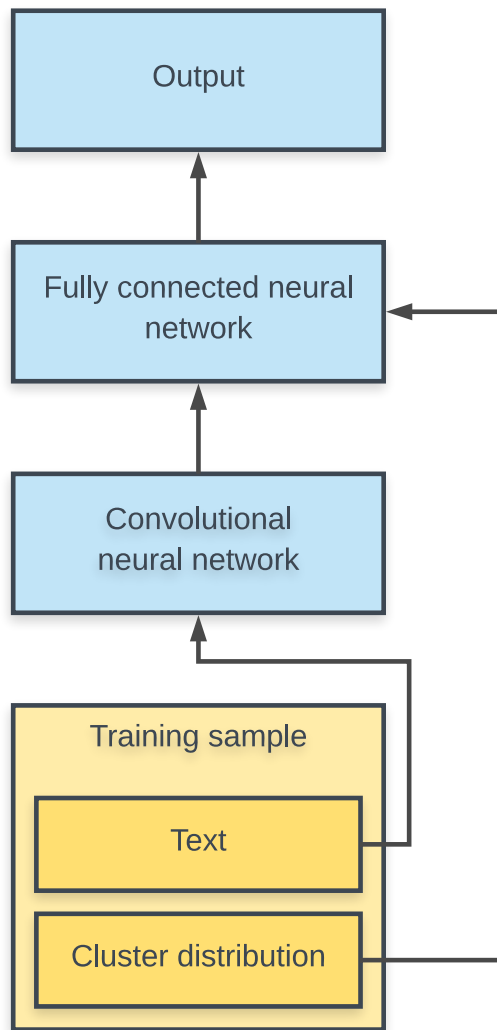 Output
Fully connected neural
network
Convolutional
neural network
Training sample
Text
Cluster distribution